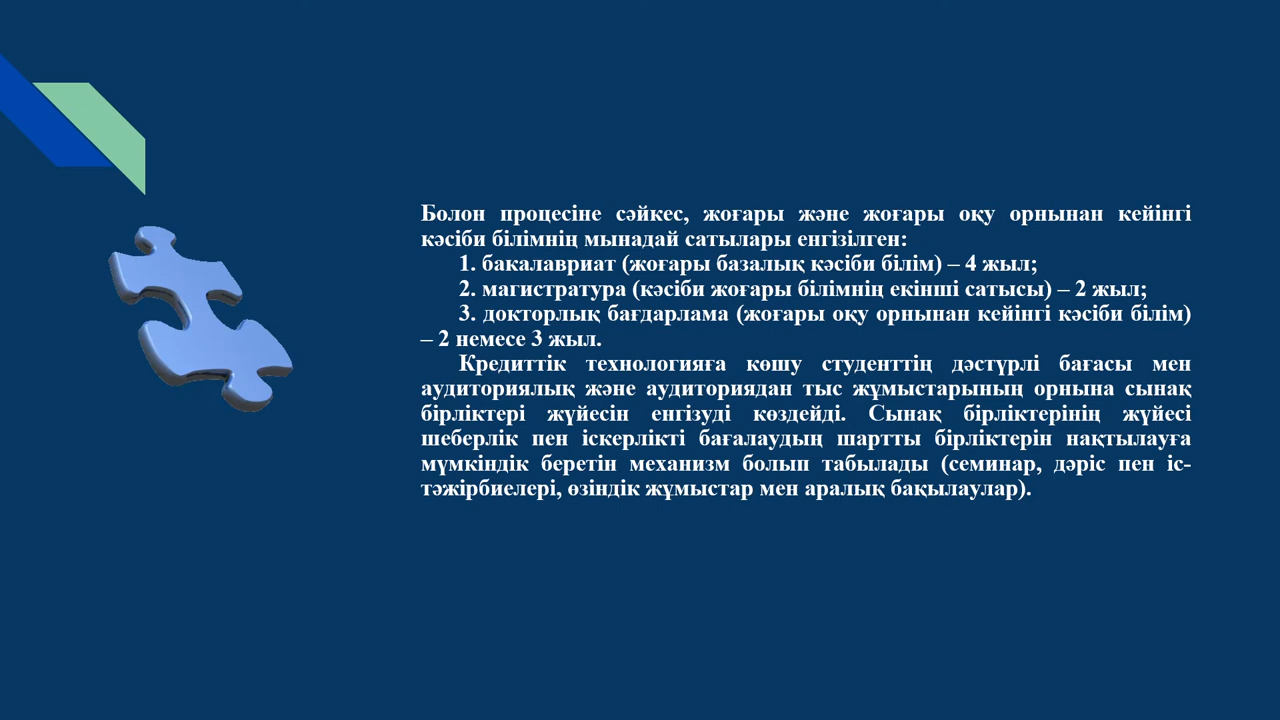 Болон процесіне сәйкес, жоғары және жоғары оқу орнынан кейінгі
кәсіби білімнің мынадай сатылары енгізілген:
1. бакалавриат (жоғары базалық кәсіби білім) – 4 жыл;
2. магистратура (кәсіби жоғары білімнің екінші сатысы) – 2 жыл;
3. докторлық бағдарлама (жоғары оқу орнынан кейінгі кәсіби білім)
– 2 немесе 3 жыл.
Кредиттік технологияға көшу студенттің дәстүрлі бағасы мен
аудиториялық және аудиториядан тыс жұмыстарының орнына сынақ
бірліктері жүйесін енгізуді көздейді. Сынақ бірліктерінің жүйесі
шеберлік пен іскерлікті бағалаудың шартты бірліктерін нақтылауға
мүмкіндік беретін механизм болып табылады (семинар, дәріс пен іс-
тәжірбиелері, өзіндік жұмыстар мен аралық бақылаулар).